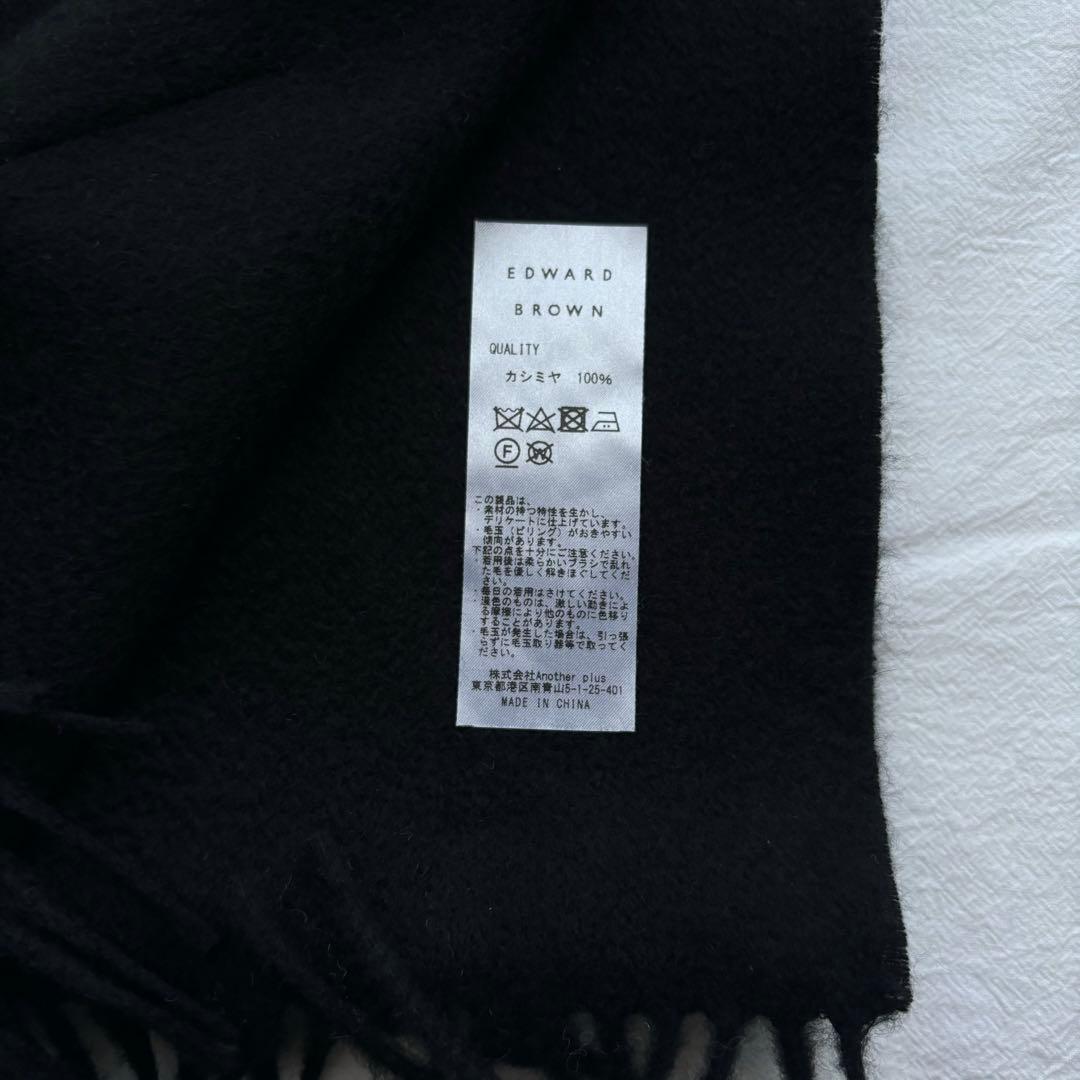 EDWARD
BROWN
QUALITY
カシミヤ 100%
F
W
この製品は、
・素材の持つ特性を生かし、
デリケートに仕上げています。
・毛玉(ピリング)がおきやすい
傾向があります。
下記の点を十分にご注意ください。
・着用後は柔らかいブラシで乱れ
た毛を優しく解きほぐしてくだ
さい。
・毎日の着用はさけてください。
・濃色のものは、激しい動きによ
る摩擦により他のものに色移り
することがあります。
・毛玉が発生した場合は、引っ張
らずに毛玉取り器等で取ってく
ださい。
株式会社Another plus
東京都港区南青山5-1-25-401
MADE IN CHINA